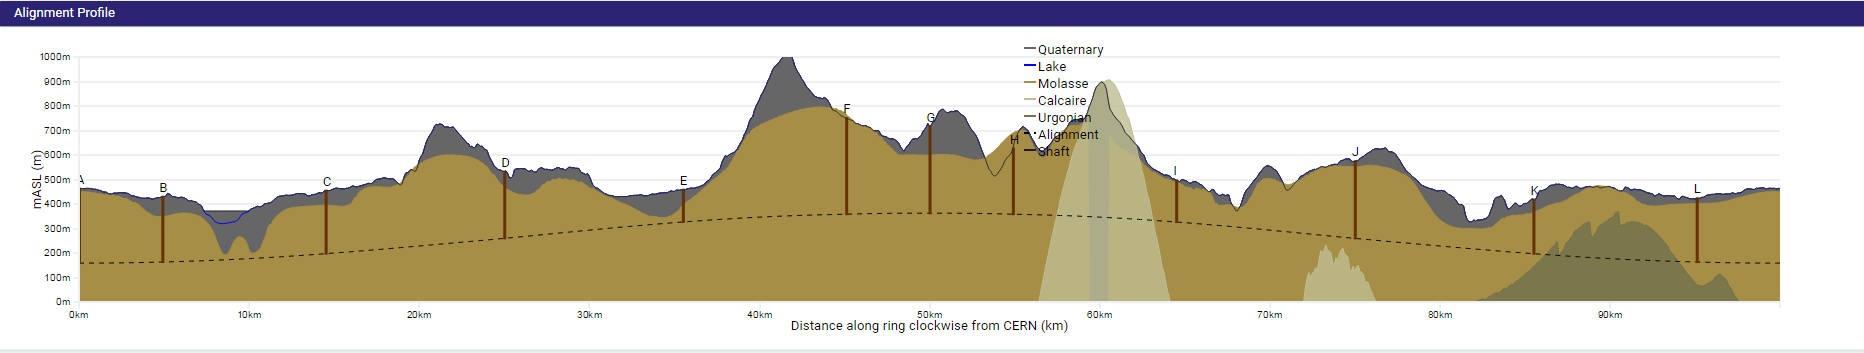 Alignment Profile
1000m
900m
800m
700m
600m
500m
400m
300m
200m
100m
0m
mASL (m)
A
B
C
D
E
F
G
H
I
J
K
L
Quaternary
Lake
Molasse
Calcaire
Urgonian
Alignment
Shaft
0km
10km
20km
30km
40km
50km
60km
70km
80km
90km
Distance along ring clockwise from CERN (km)